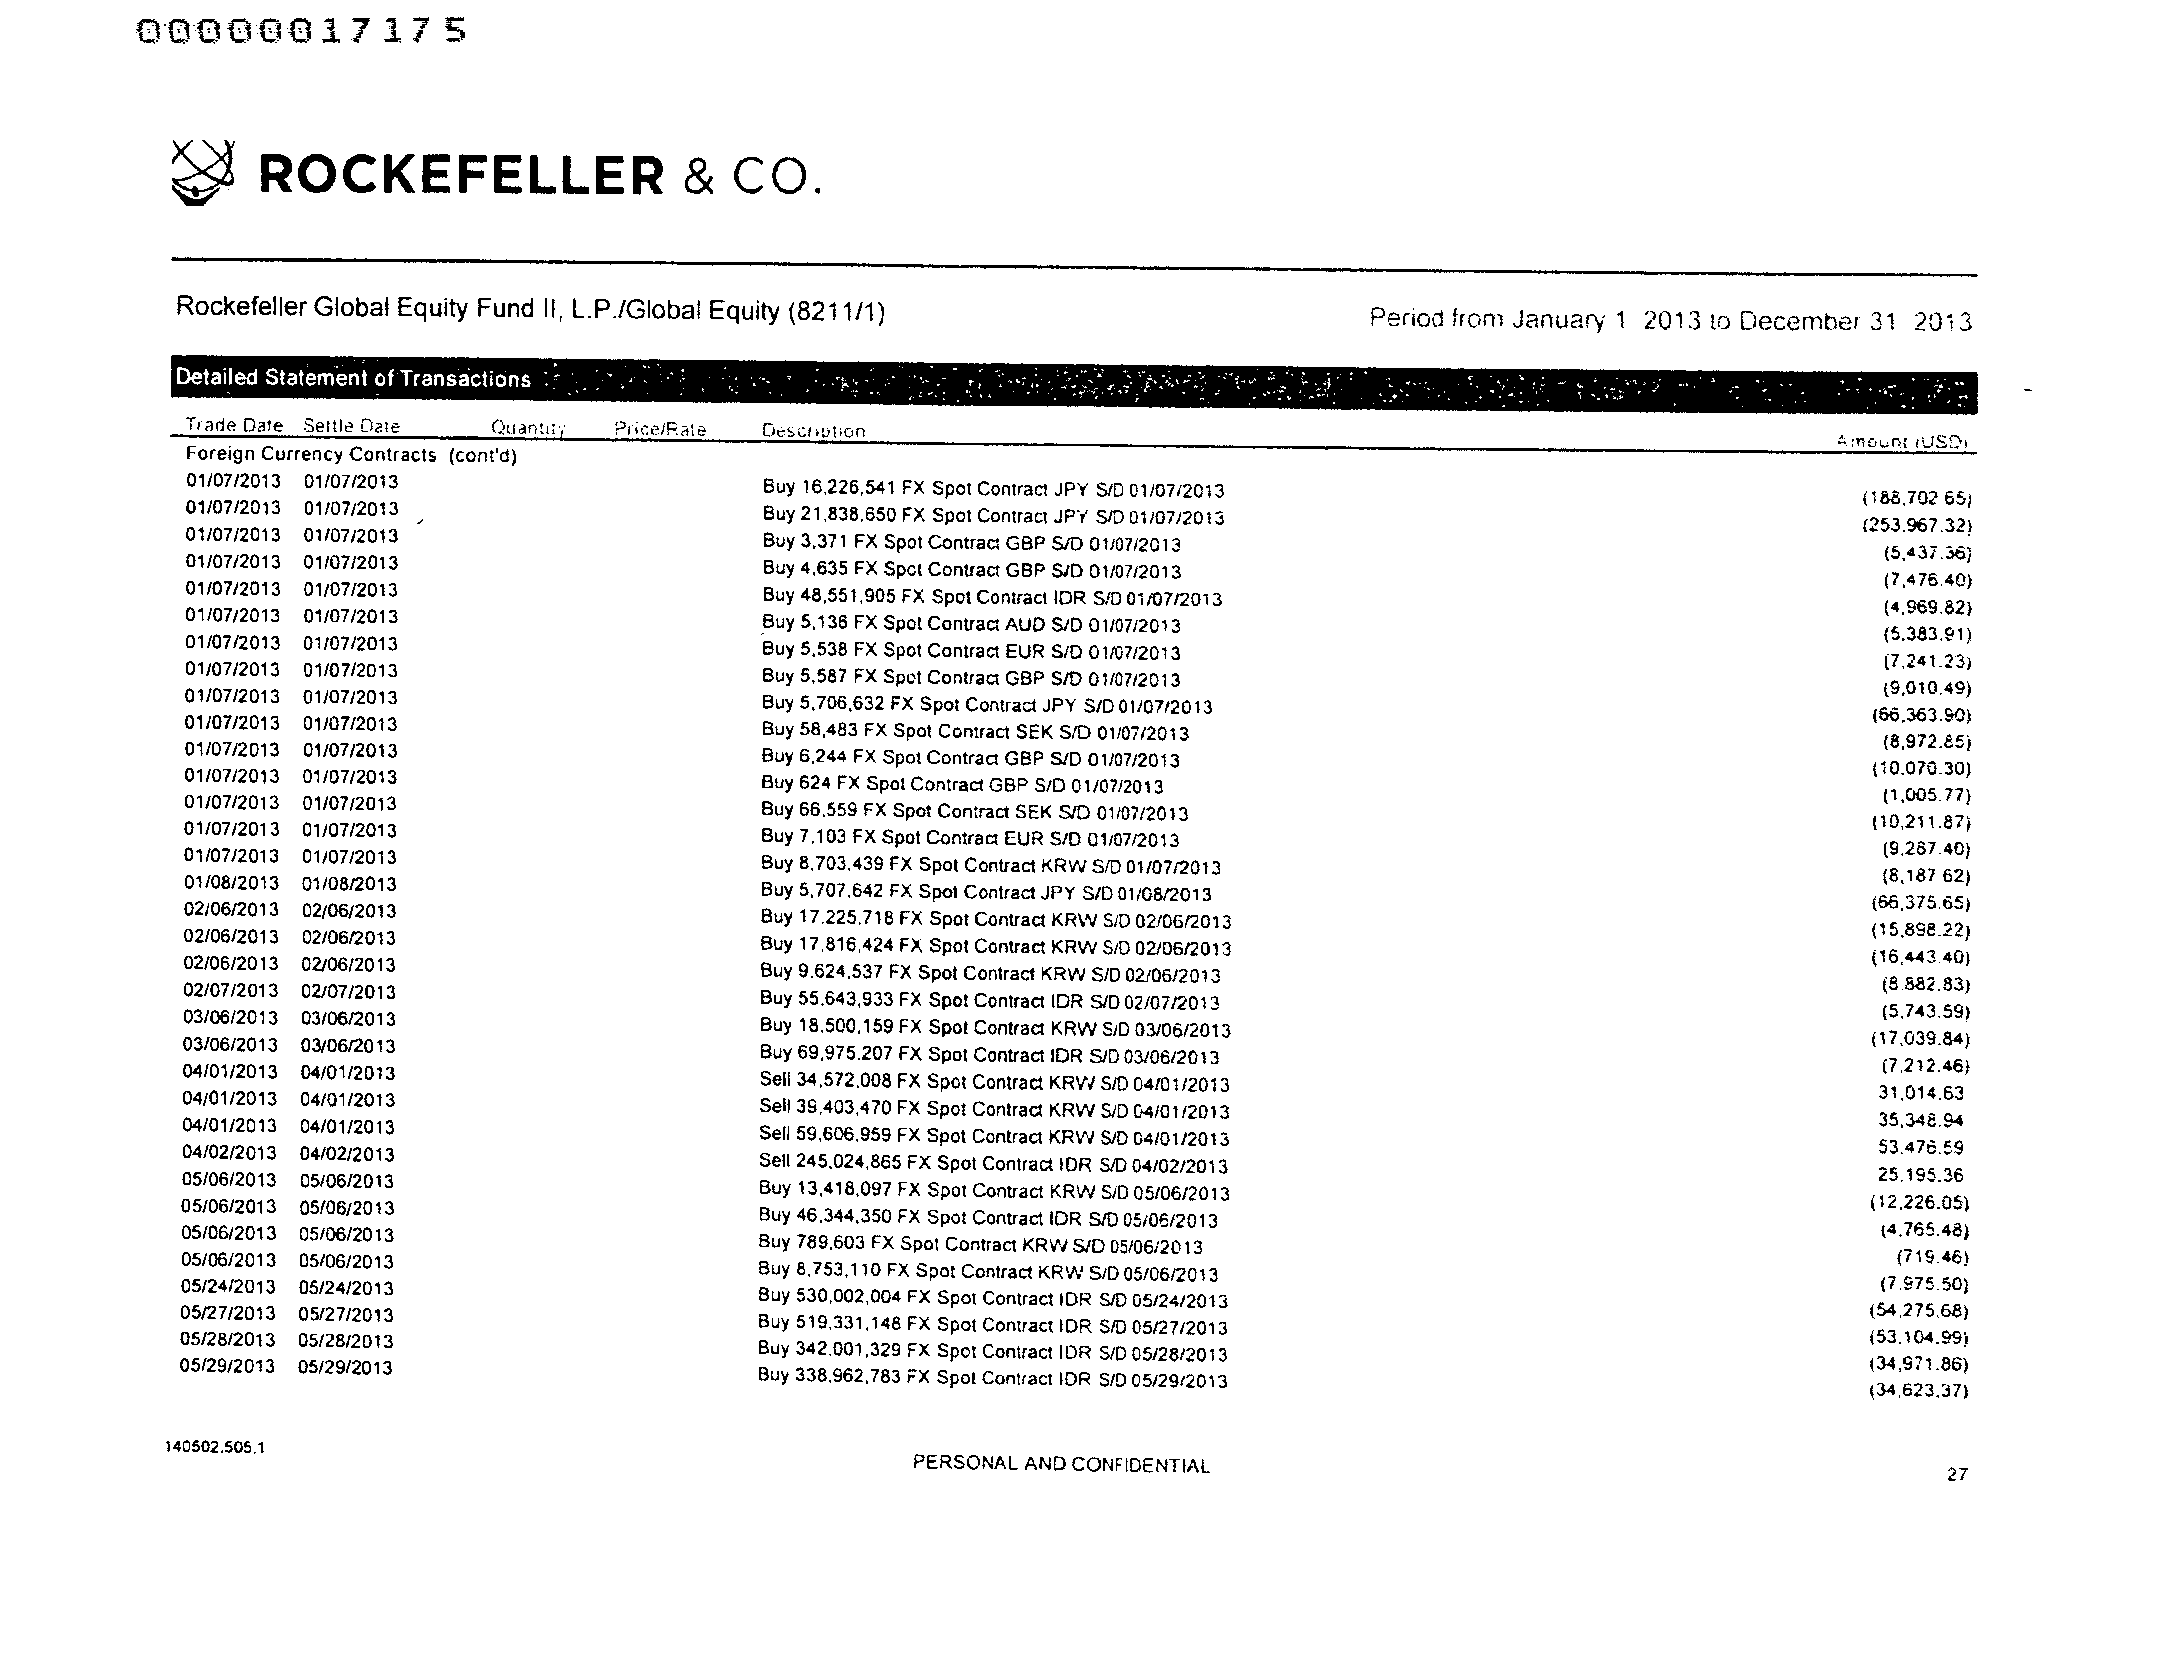 00000017175
ROCKEFELLER & CO.
Rockefeller Global Equity Fund II, L.P./Global Equity (8211/1) Period from January 1 2013 to December 31 2013
Detailed Statement of Transactions
Trade Date Settle Date Quantity Price/Rate Description Amount (USD)
Foreign Currency Contracts (cont'd)
01/07/2013 01/07/2013 Buy 16,226,541 FX Spot Contract JPY S/D 01/07/2013 (188,702.65)
01/07/2013 01/07/2013 Buy 21,838,650 FX Spot Contract JPY S/D 01/07/2013 (253,967.32)
01/07/2013 01/07/2013 Buy 3,371 FX Spot Contract GBP S/D 01/07/2013 (5,437.36)
01/07/2013 01/07/2013 Buy 4,635 FX Spot Contract GBP S/D 01/07/2013 (7,476.40)
01/07/2013 01/07/2013 Buy 48,551,905 FX Spot Contract IDR S/D 01/07/2013 (4,969.82)
01/07/2013 01/07/2013 Buy 5,136 FX Spot Contract AUD S/D 01/07/2013 (5,383.91)
01/07/2013 01/07/2013 Buy 5,538 FX Spot Contract EUR S/D 01/07/2013 (7,241.23)
01/07/2013 01/07/2013 Buy 5,587 FX Spot Contract GBP S/D 01/07/2013 (9,010.49)
01/07/2013 01/07/2013 Buy 5,706,632 FX Spot Contract JPY S/D 01/07/2013 (66,363.90)
01/07/2013 01/07/2013 Buy 58,483 FX Spot Contract SEK S/D 01/07/2013 (8,972.85)
01/07/2013 01/07/2013 Buy 6,244 FX Spot Contract GBP S/D 01/07/2013 (10,070.30)
01/07/2013 01/07/2013 Buy 624 FX Spot Contract GBP S/D 01/07/2013 (1,005.77)
01/07/2013 01/07/2013 Buy 66,559 FX Spot Contract SEK S/D 01/07/2013 (10,211.87)
01/07/2013 01/07/2013 Buy 7,103 FX Spot Contract EUR S/D 01/07/2013 (9,287.40)
01/07/2013 01/07/2013 Buy 8,703,439 FX Spot Contract KRW S/D 01/07/2013 (8,187.62)
01/08/2013 01/08/2013 Buy 5,707,642 FX Spot Contract JPY S/D 01/08/2013 (66,375.65)
02/06/2013 02/06/2013 Buy 17,225,718 FX Spot Contract KRW S/D 02/06/2013 (15,898.22)
02/06/2013 02/06/2013 Buy 17,816,424 FX Spot Contract KRW S/D 02/06/2013 (16,443.40)
02/06/2013 02/06/2013 Buy 9,624,537 FX Spot Contract KRW S/D 02/06/2013 (8,882.83)
02/07/2013 02/07/2013 Buy 55,643,933 FX Spot Contract IDR S/D 02/07/2013 (5,743.59)
03/06/2013 03/06/2013 Buy 18,500,159 FX Spot Contract KRW S/D 03/06/2013 (17,039.84)
03/06/2013 03/06/2013 Buy 69,975,207 FX Spot Contract IDR S/D 03/06/2013 (7,212.46)
04/01/2013 04/01/2013 Sell 34,572,008 FX Spot Contract KRW S/D 04/01/2013 31,014.63
04/01/2013 04/01/2013 Sell 39,403,470 FX Spot Contract KRW S/D 04/01/2013 35,348.94
04/01/2013 04/01/2013 Sell 59,606,959 FX Spot Contract KRW S/D 04/01/2013 53,476.59
04/02/2013 04/02/2013 Sell 245,024,865 FX Spot Contract IDR S/D 04/02/2013 25,195.36
05/06/2013 05/06/2013 Buy 13,418,097 FX Spot Contract KRW S/D 05/06/2013 (12,226.05)
05/06/2013 05/06/2013 Buy 46,344,350 FX Spot Contract IDR S/D 05/06/2013 (4,765.48)
05/06/2013 05/06/2013 Buy 789,603 FX Spot Contract KRW S/D 05/06/2013 (719.46)
05/06/2013 05/06/2013 Buy 8,753,110 FX Spot Contract KRW S/D 05/06/2013 (7,975.50)
05/24/2013 05/24/2013 Buy 530,002,004 FX Spot Contract IDR S/D 05/24/2013 (54,275.68)
05/27/2013 05/27/2013 Buy 519,331,148 FX Spot Contract IDR S/D 05/27/2013 (53,104.99)
05/28/2013 05/28/2013 Buy 342,001,329 FX Spot Contract IDR S/D 05/28/2013 (34,971.86)
05/29/2013 05/29/2013 Buy 338,962,783 FX Spot Contract IDR S/D 05/29/2013 (34,623.37)
140502.505.1 PERSONAL AND CONFIDENTIAL 27